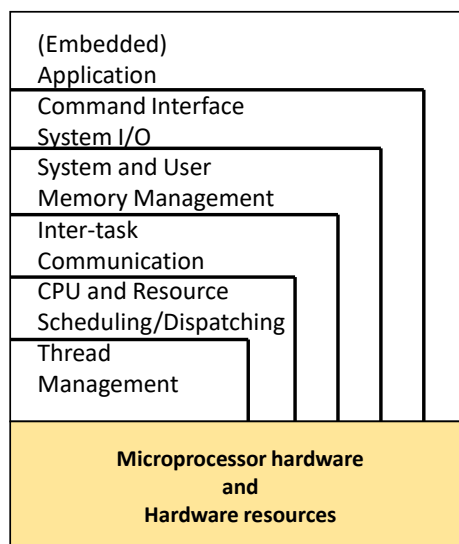 (Embedded)
Application
Command Interface
System I/O
System and User
Memory Management
Inter-task
Communication
CPU and Resource
Scheduling/Dispatching
Thread
Management
Microprocessor hardware
and
Hardware resources